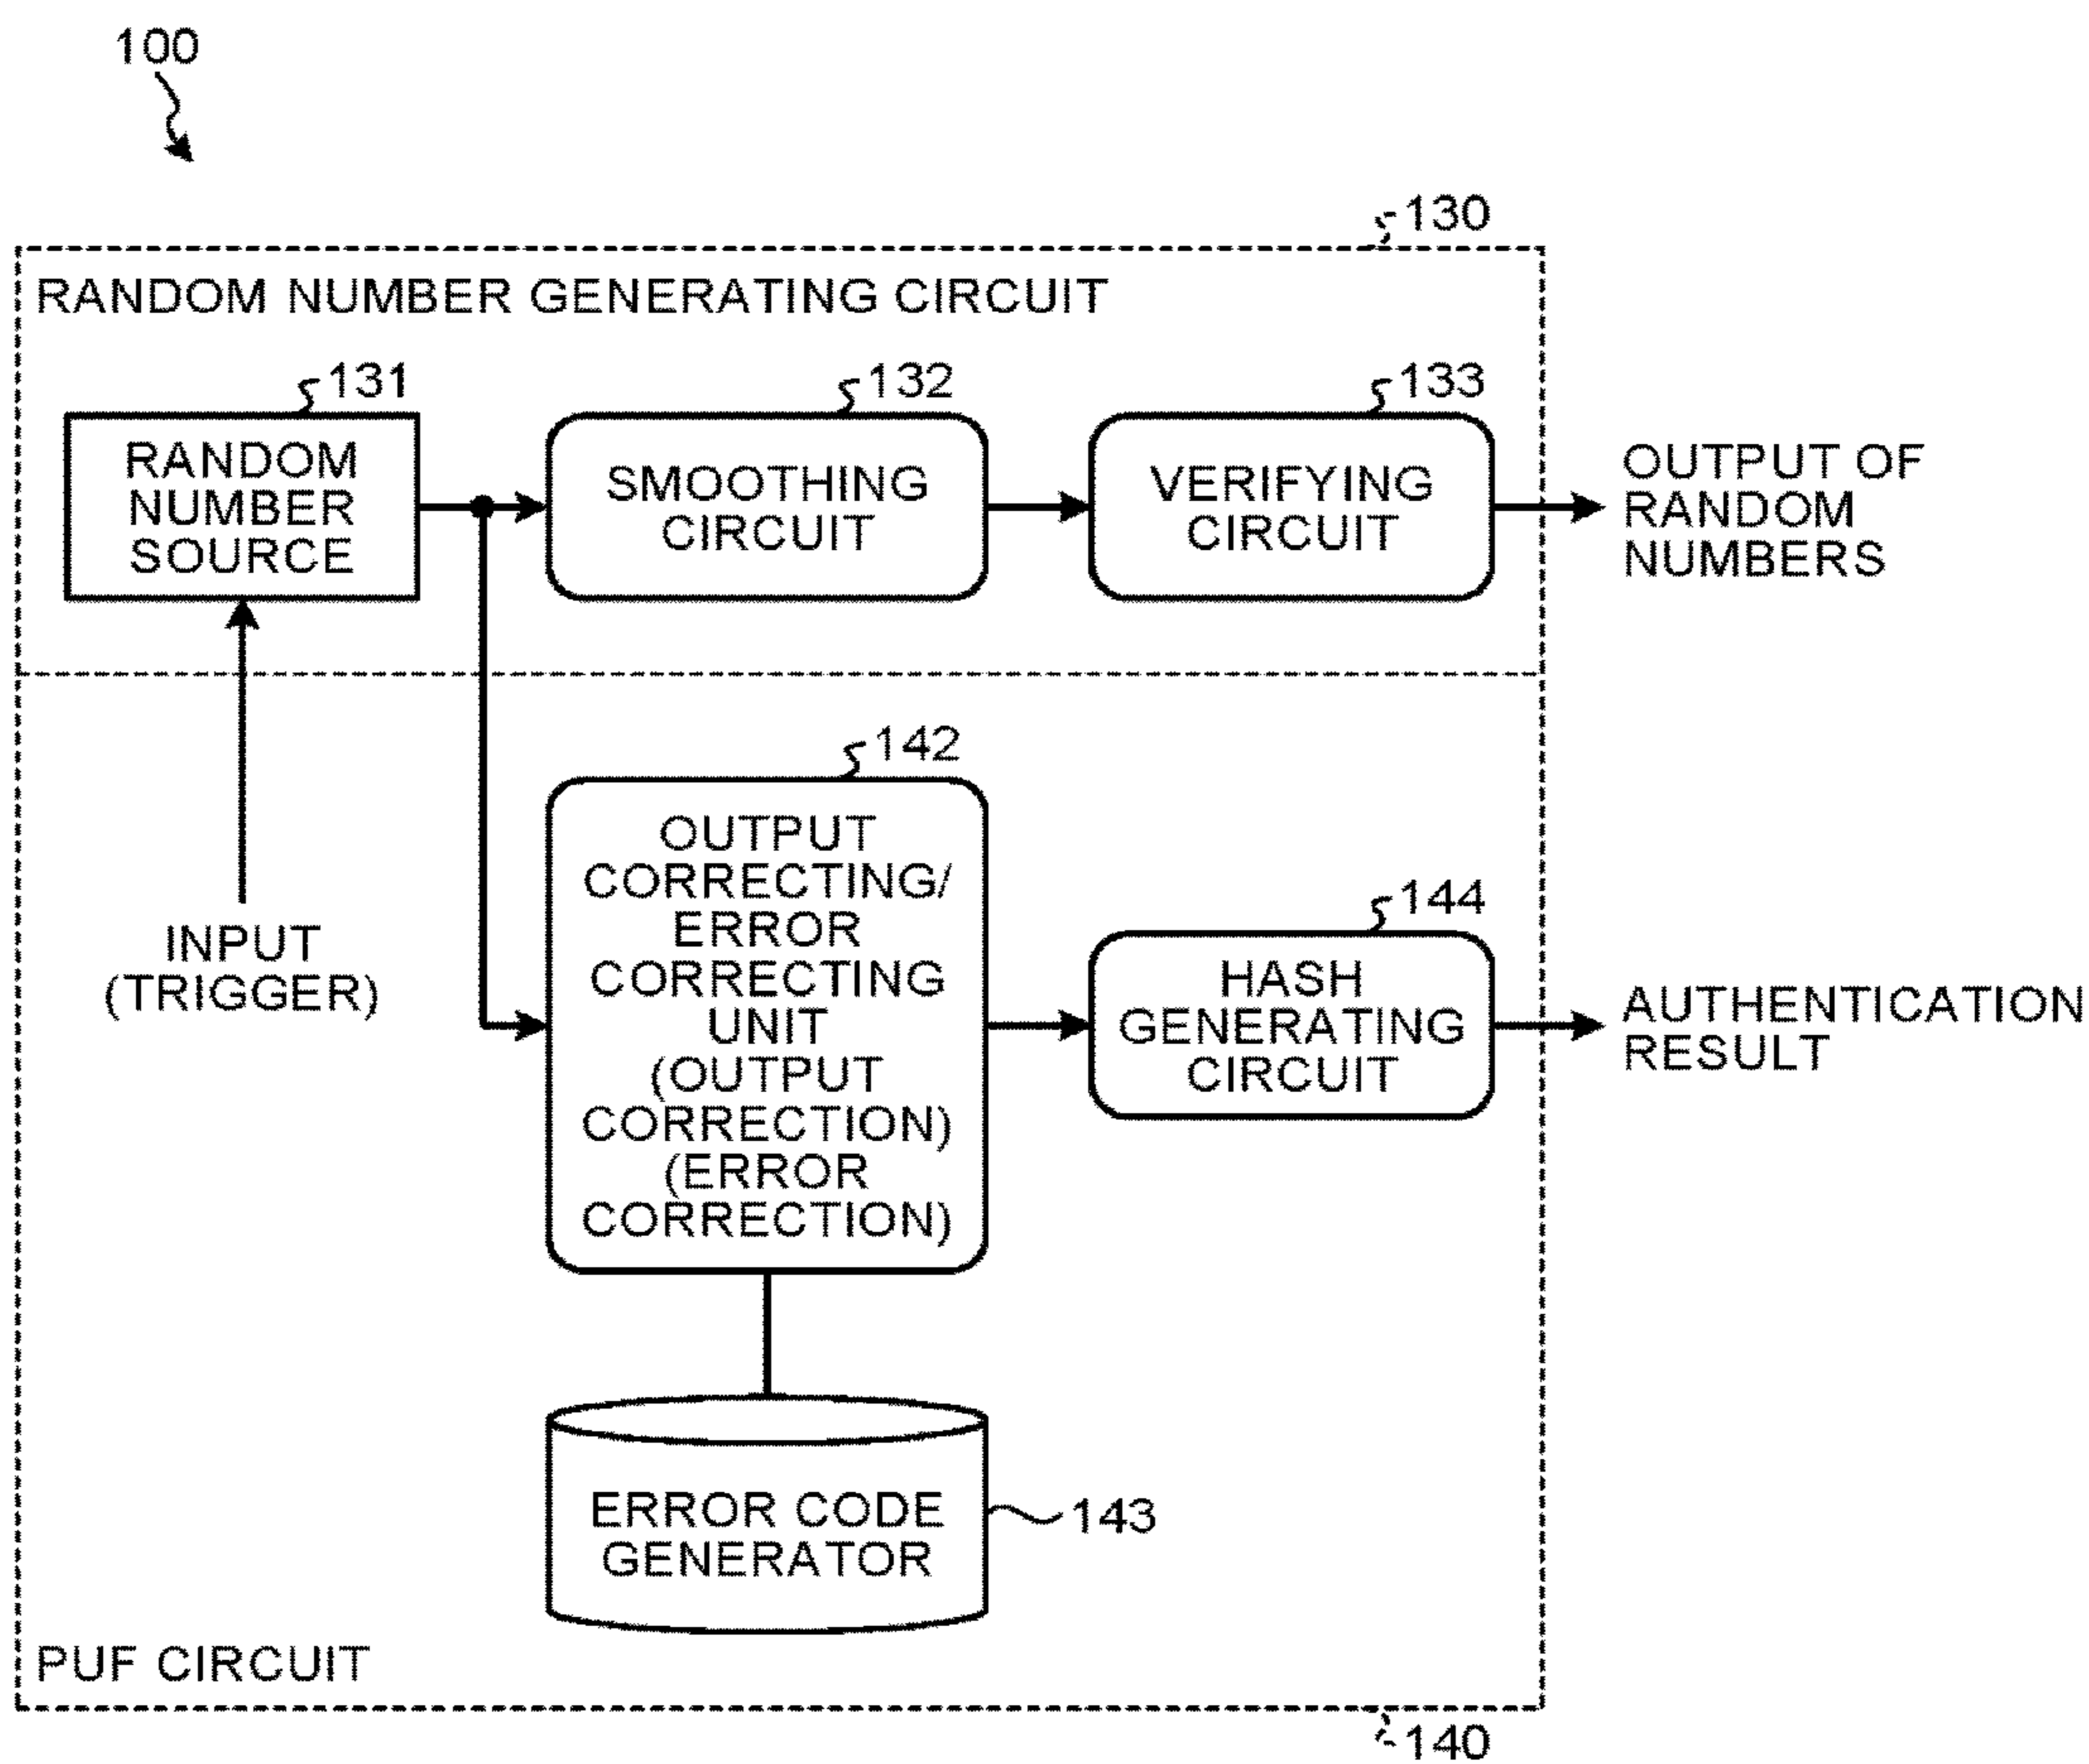 100
130
RANDOM NUMBER GENERATING CIRCUIT
131
132
133
RANDOM
NUMBER
SOURCE
SMOOTHING
CIRCUIT
VERIFYING
CIRCUIT
OUTPUT OF
RANDOM
NUMBERS
INPUT
(TRIGGER)
142
OUTPUT
CORRECTING/
ERROR
CORRECTING
UNIT
(OUTPUT
CORRECTION)
(ERROR
CORRECTION)
144
HASH
GENERATING
CIRCUIT
AUTHENTICATION
RESULT
ERROR CODE
GENERATOR
143
PUF CIRCUIT
140